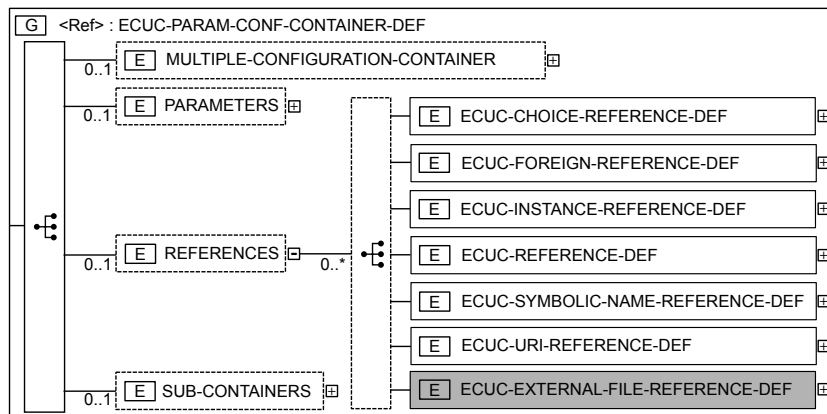 G <Ref> : ECUC-PARAM-CONF-CONTAINER-DEF
E MULTIPLE-CONFIGURATION-CONTAINER
0..1
E PARAMETERS
0..1
E ECUC-CHOICE-REFERENCE-DEF
E ECUC-FOREIGN-REFERENCE-DEF
E ECUC-INSTANCE-REFERENCE-DEF
E REFERENCES
0..1
0..*
E ECUC-REFERENCE-DEF
E ECUC-SYMBOLIC-NAME-REFERENCE-DEF
E ECUC-URI-REFERENCE-DEF
E SUB-CONTAINERS
0..1
E ECUC-EXTERNAL-FILE-REFERENCE-DEF